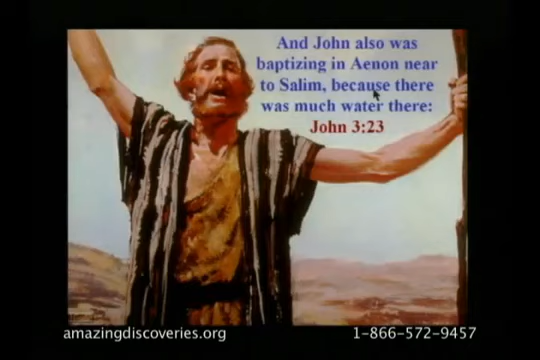 And John also was
baptizing in Aenon near
to Salim, because there
was much water there:
John 3:23
amazingdiscoveries.org
1-866-572-9457